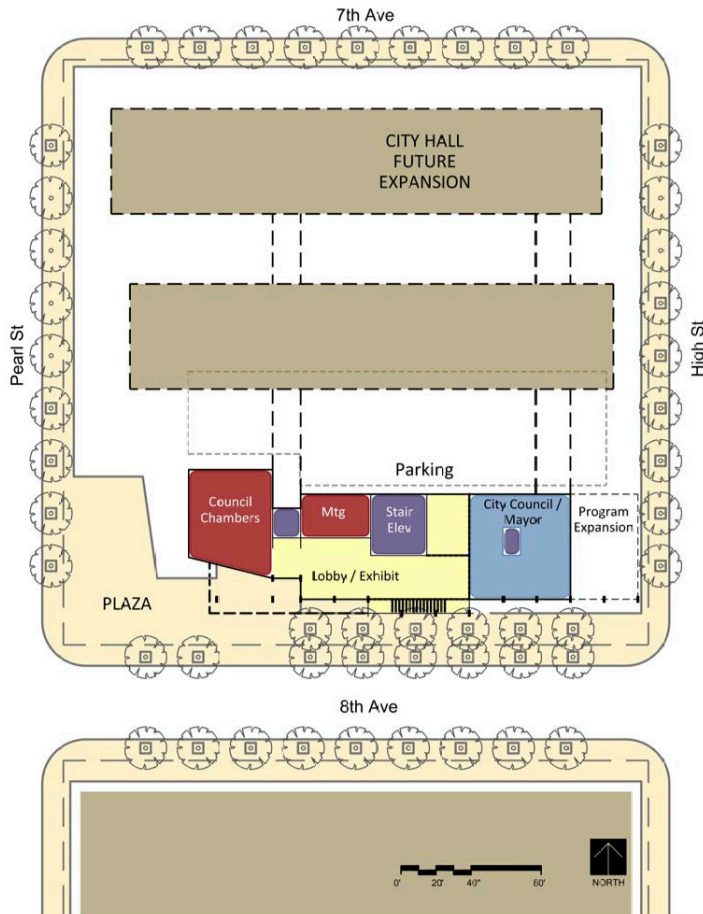 7th Ave
CITY HALL
FUTURE
EXPANSION
Pearl St
High St
Parking
Council
Chambers
Mtg
Stair
Elev
City Council /
Mayor
Program
Expansion
Lobby / Exhibit
PLAZA
8th Ave
0' 20' 40' 80'
NORTH